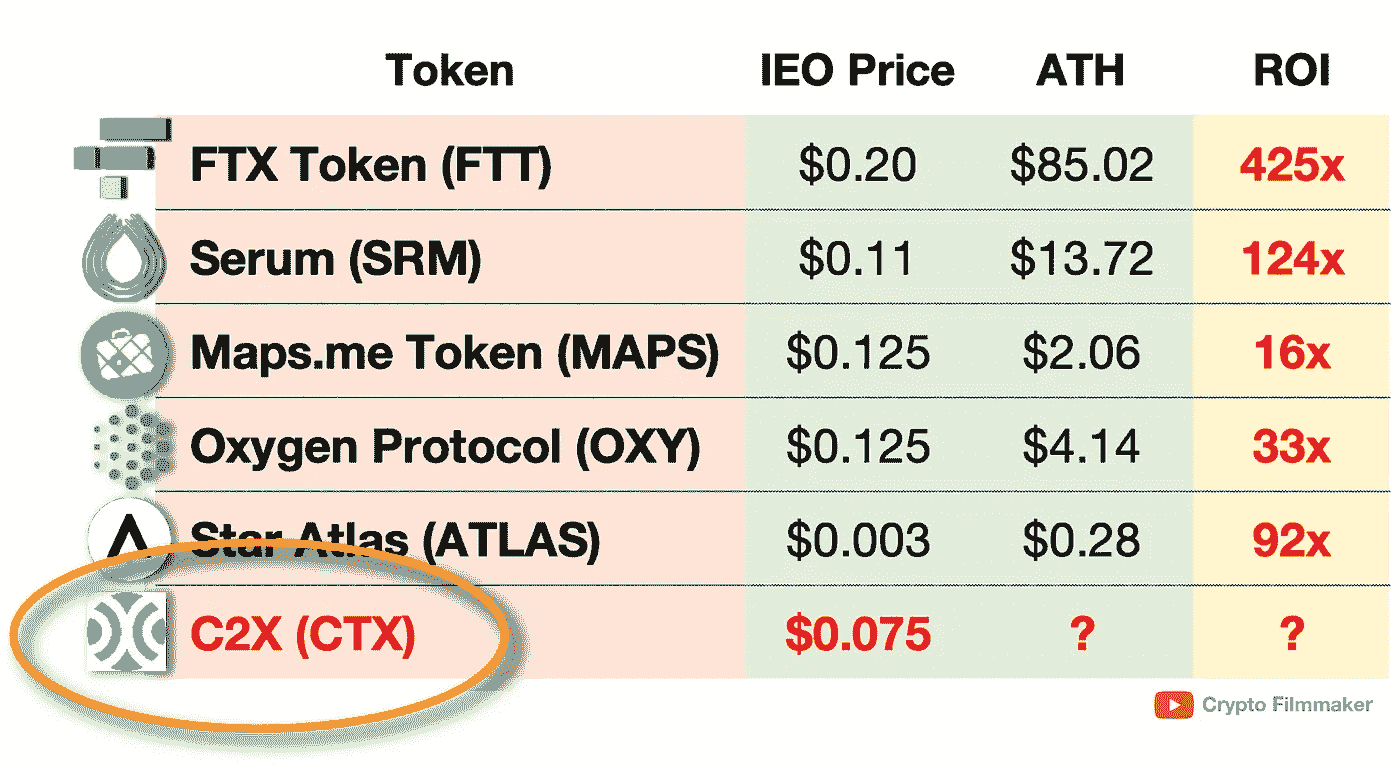 Token IEO Price ATH ROI
FTX Token (FTT) $0.20 $85.02 425x
Serum (SRM) $0.11 $13.72 124x
Maps.me Token (MAPS) $0.125 $2.06 16x
Oxygen Protocol (OXY) $0.125 $4.14 33x
Star Atlas (ATLAS) $0.003 $0.28 92x
C2X (CTX) $0.075 ? ?
Crypto Filmmaker